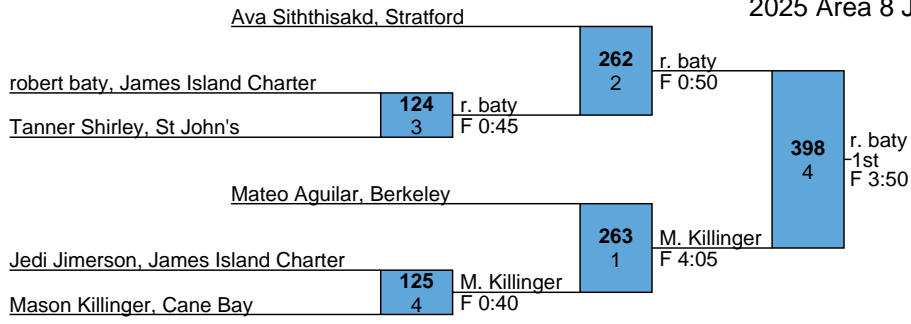 2025 Area 8 J
Ava Siththisakd, Stratford
262
2
r. baty
F 0:50
robert baty, James Island Charter
124
3
r. baty
F 0:45
Tanner Shirley, St John's
398
4
r. baty
1st
F 3:50
Mateo Aguilar, Berkeley
263
1
M. Killinger
F 4:05
Jedi Jimerson, James Island Charter
125
4
M. Killinger
F 0:40
Mason Killinger, Cane Bay